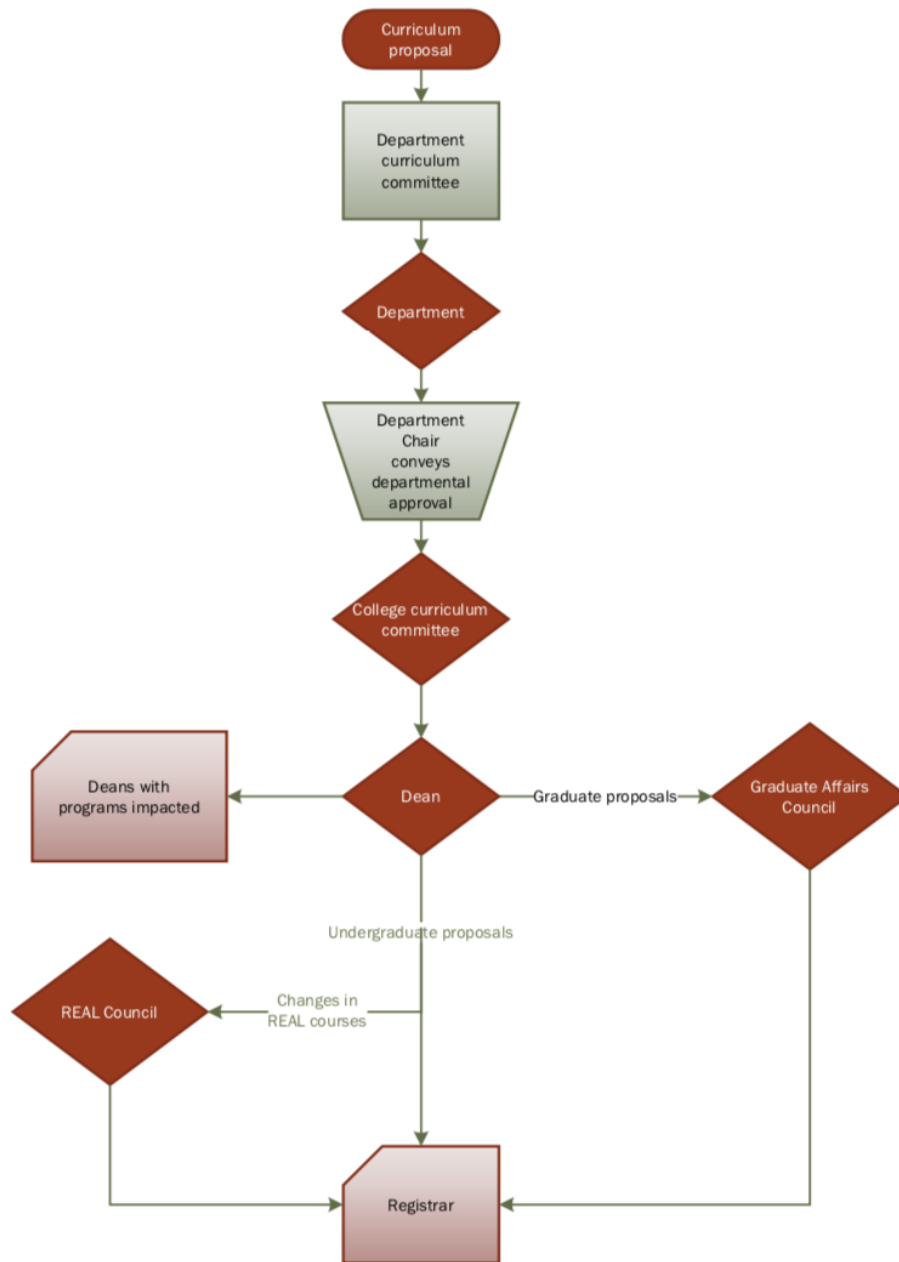 Curriculum
proposal
Department
curriculum
committee
Department
Department
Chair
conveys
departmental
approval
College curriculum
committee
Deans with
programs impacted
Dean
Graduate proposals
Graduate Affairs
Council
Undergraduate proposals
REAL Council
Changes in
REAL courses
Registrar